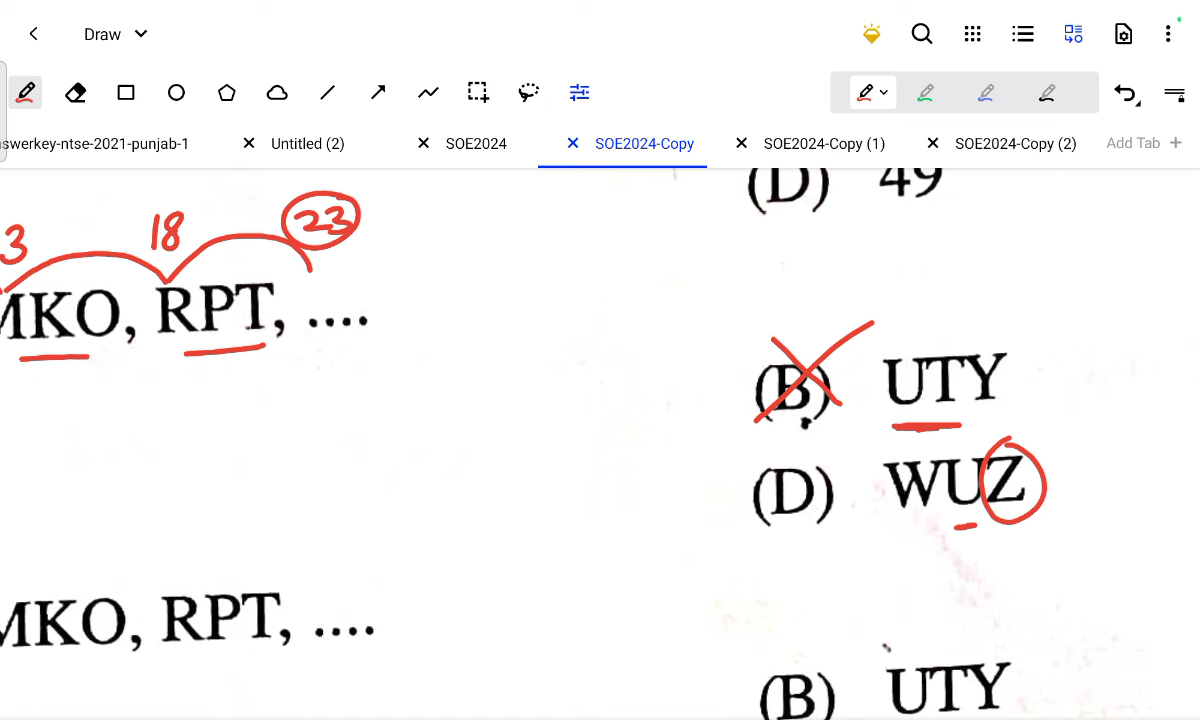 Draw
swerkey-ntse-2021-punjab-1 Untitled (2) SOE2024 SOE2024-Copy SOE2024-Copy (1) SOE2024-Copy (2) Add Tab +
(D) 49
3 18 23
MKO, RPT, ....
(B) UTY
(D) WUZ
MKO, RPT, ....
(B) UTY